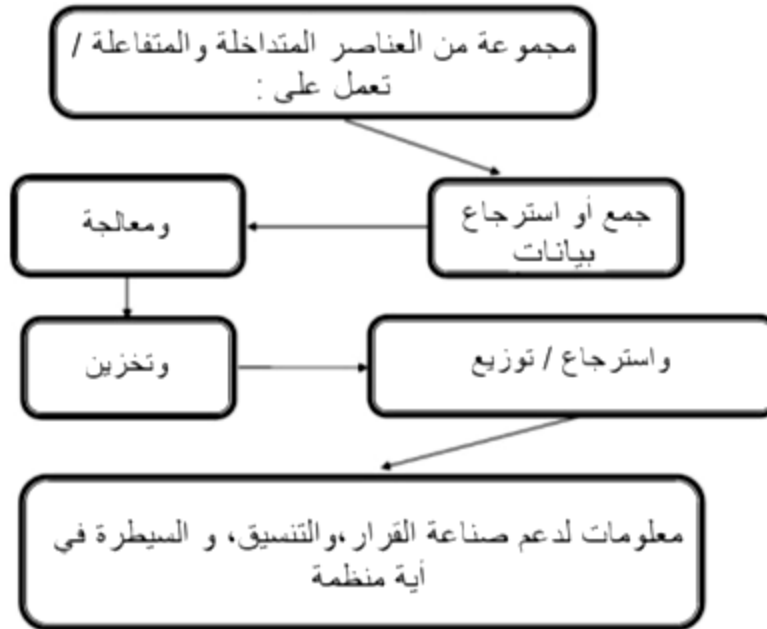 مجموعة من العناصر المتداخلة والمتفاعلة /
تعمل على :
جمع أو استرجاع
بيانات
ومعالجة
وتخزين
واسترجاع / توزيع
معلومات لدعم صناعة القرار ،والتنسيق، و السيطرة في
أية منظمة